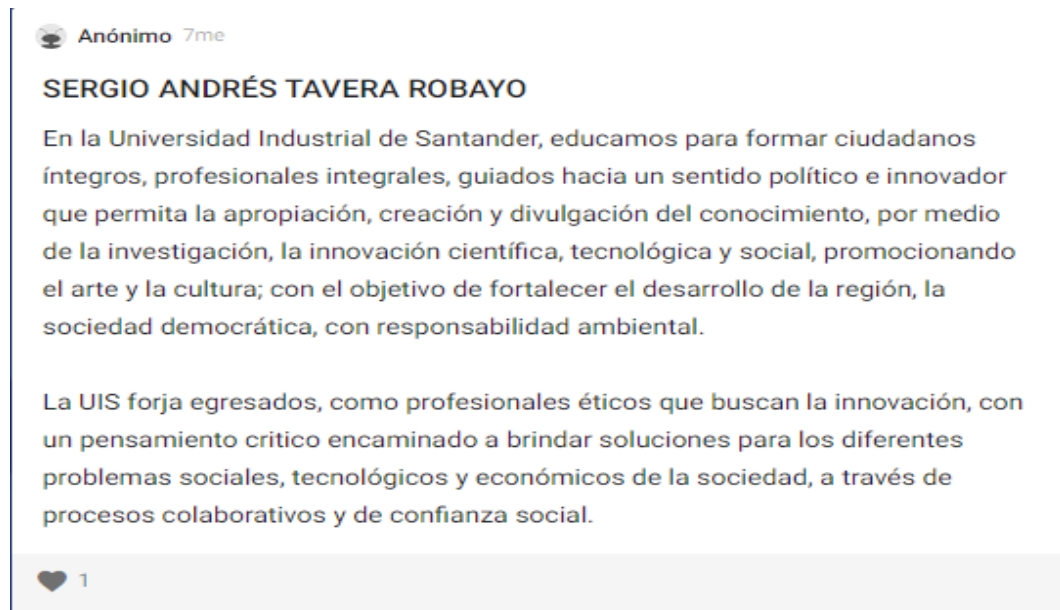 Anónimo 7me
SERGIO ANDRÉS TAVERA ROBAYO
En la Universidad Industrial de Santander, educamos para formar ciudadanos
íntegros, profesionales integrales, guiados hacia un sentido político e innovador
que permita la apropiación, creación y divulgación del conocimiento, por medio
de la investigación, la innovación científica, tecnológica y social, promocionando
el arte y la cultura; con el objetivo de fortalecer el desarrollo de la región, la
sociedad democrática, con responsabilidad ambiental.
La UIS forja egresados, como profesionales éticos que buscan la innovación, con
un pensamiento critico encaminado a brindar soluciones para los diferentes
problemas sociales, tecnológicos y económicos de la sociedad, a través de
procesos colaborativos y de confianza social.
1